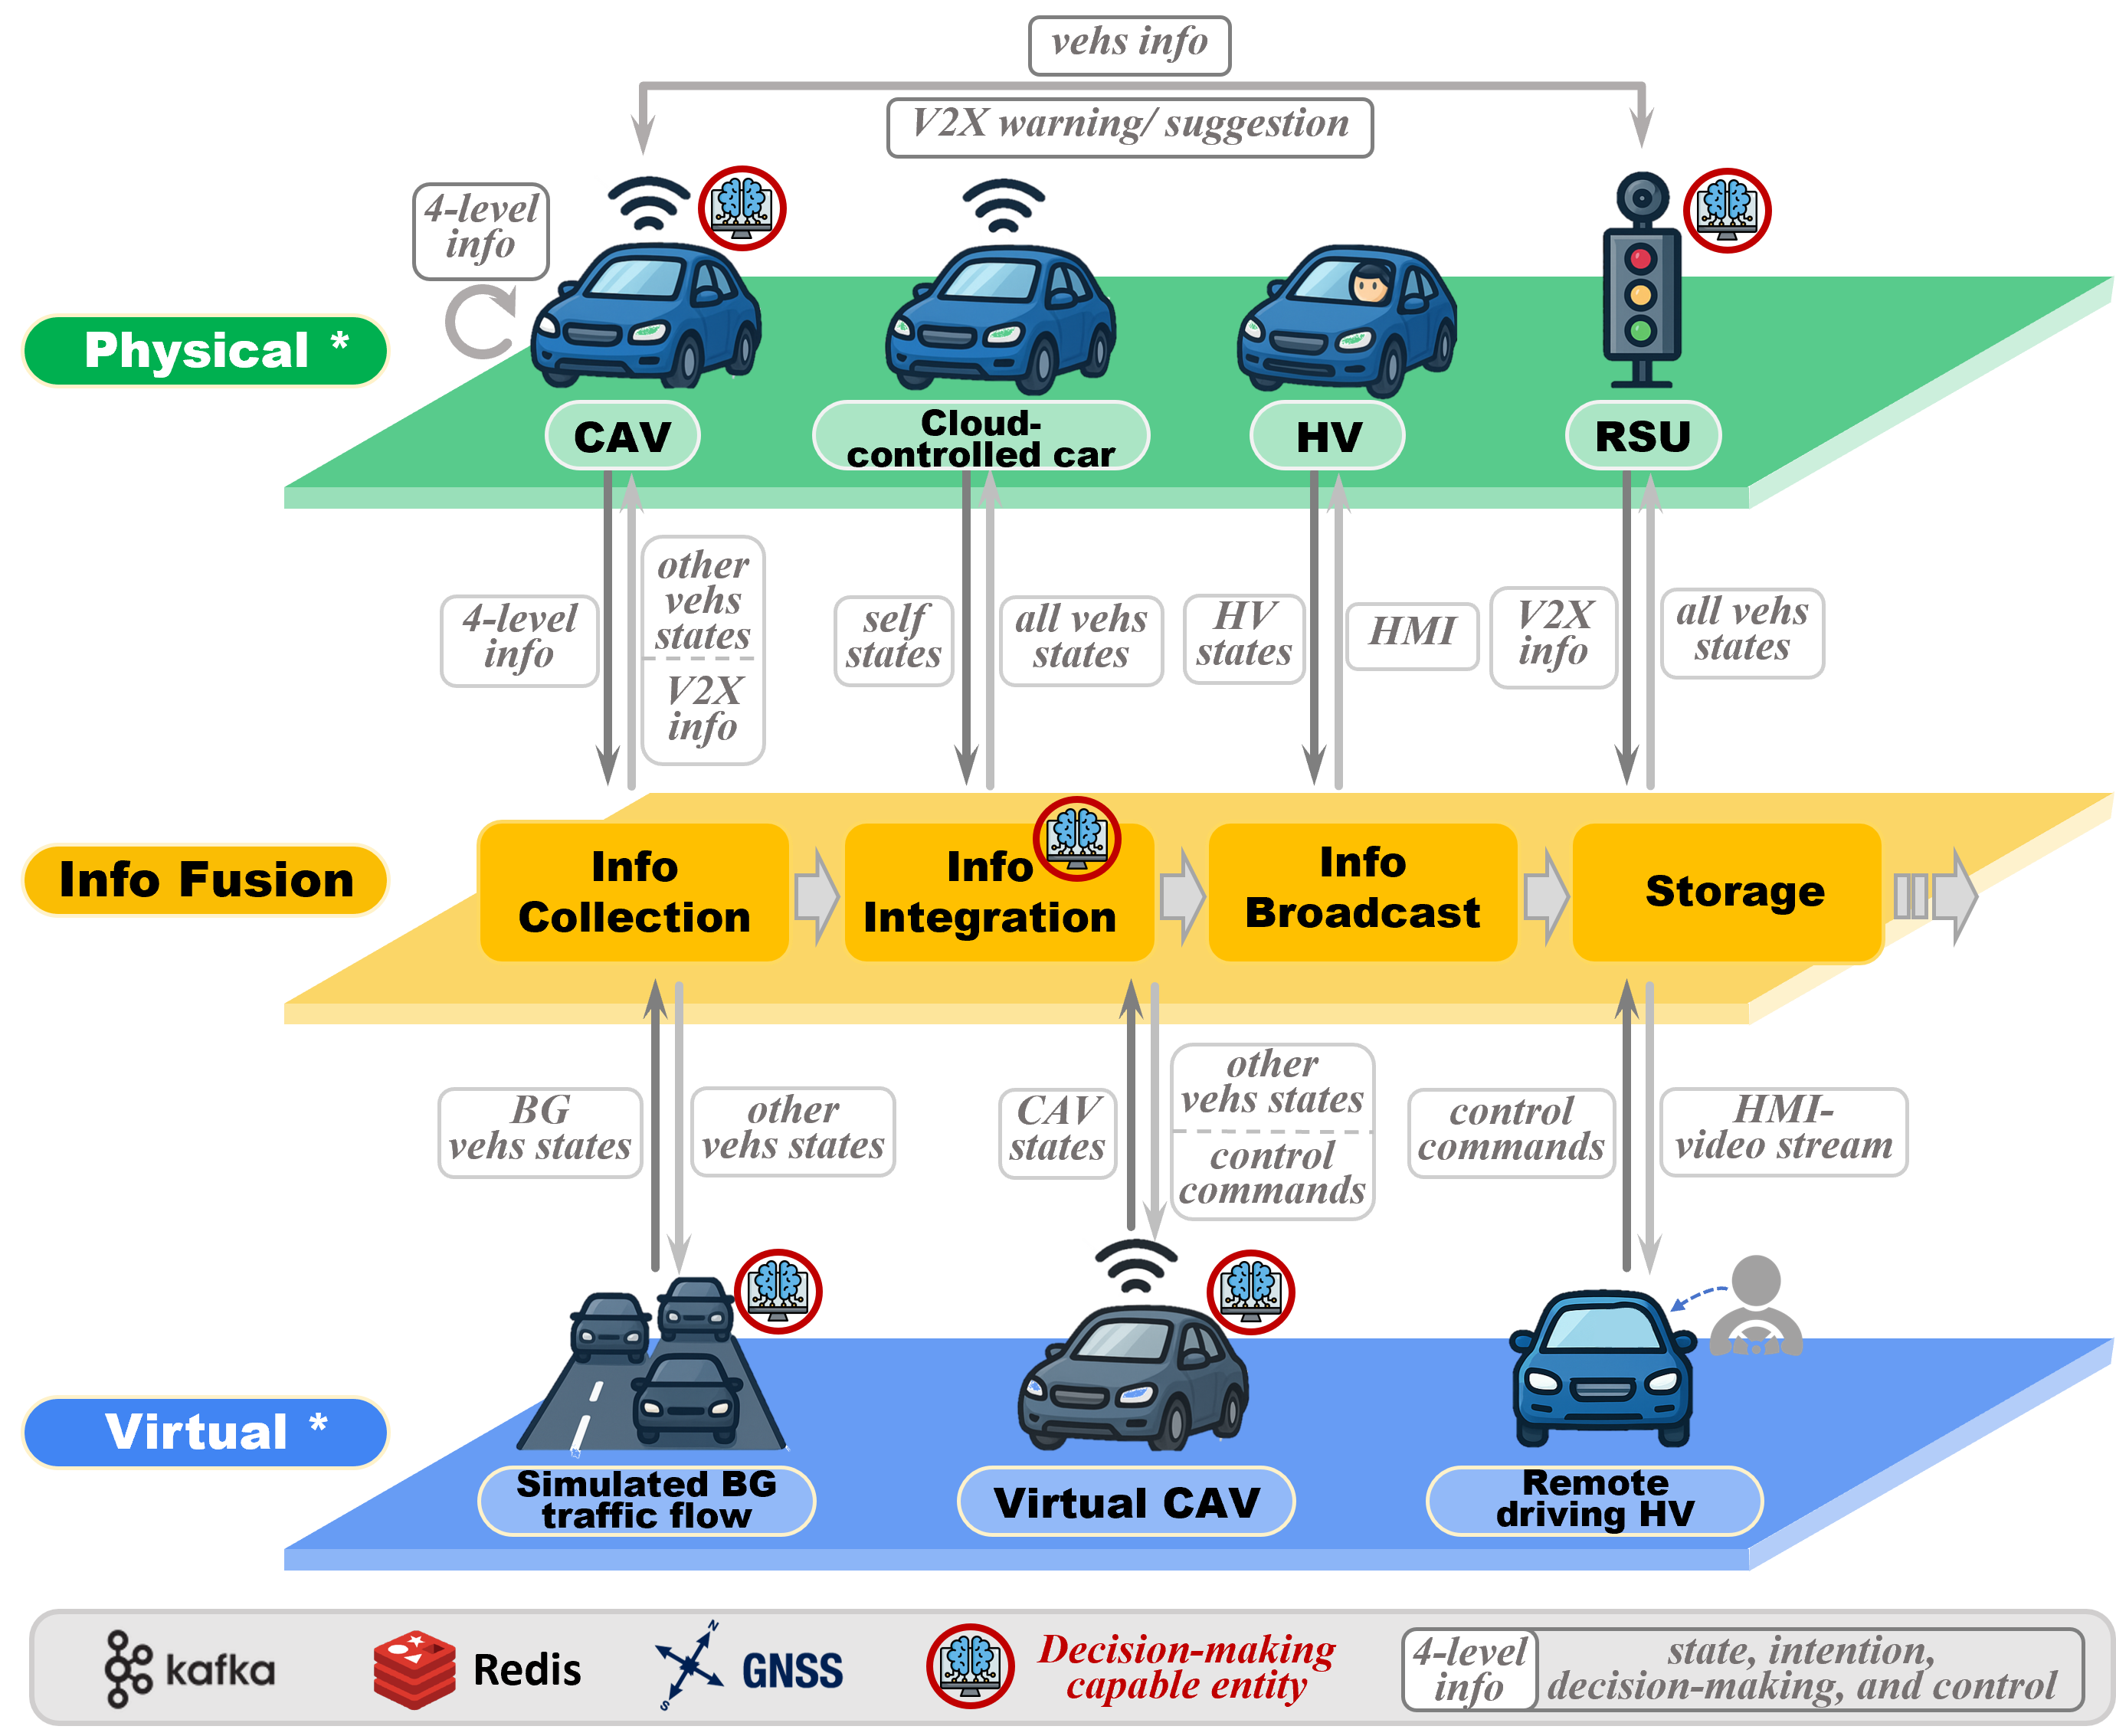 vehs info
V2X warning/ suggestion
4-level
info
Physical *
CAV
Cloud-
controlled car
HV
RSU
4-level
info
other
vehs
states
V2X
info
self
states
all vehs
states
HV
states
HMI
V2X
info
all vehs
states
Info Fusion
Info
Collection
Info
Integration
Info
Broadcast
Storage
BG
vehs states
other
vehs states
CAV
states
other
vehs states
control
commands
control
commands
HMI-
video stream
Virtual *
Simulated BG
traffic flow
Virtual CAV
Remote
driving HV
kafka
Redis
N
S
GNSS
Decision-making
capable entity
4-level
info
state, intention,
decision-making, and control